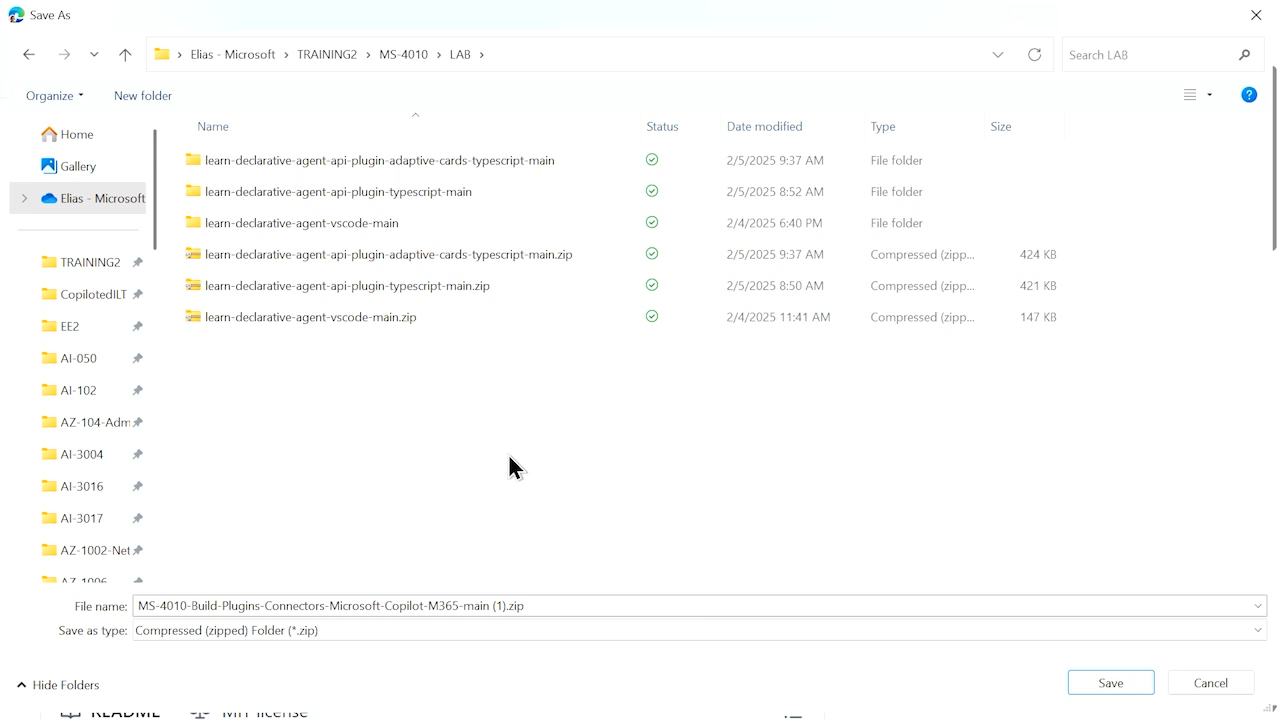 Save As
Elias - Microsoft > TRAINING2 > MS-4010 > LAB >
Search LAB
Organize
New folder
Home
Gallery
Elias - Microsoft
TRAINING2
CopilotedILT
EE2
AI-050
AI-102
AZ-104-Adm
AI-3004
AI-3016
AI-3017
AZ-1002-Net
AZ-1006
Name Status Date modified Type Size
learn-declarative-agent-api-plugin-adaptive-cards-typescript-main 2/5/2025 9:37 AM File folder
learn-declarative-agent-api-plugin-typescript-main 2/5/2025 8:52 AM File folder
learn-declarative-agent-vscode-main 2/4/2025 6:40 PM File folder
learn-declarative-agent-api-plugin-adaptive-cards-typescript-main.zip 2/5/2025 9:37 AM Compressed (zipp... 424 KB
learn-declarative-agent-api-plugin-typescript-main.zip 2/5/2025 8:50 AM Compressed (zipp... 421 KB
learn-declarative-agent-vscode-main.zip 2/4/2025 11:41 AM Compressed (zipp... 147 KB
File name: MS-4010-Build-Plugins-Connectors-Microsoft-Copilot-M365-main (1).zip
Save as type: Compressed (zipped) Folder (*.zip)
Hide Folders
Save
Cancel
README MIT license